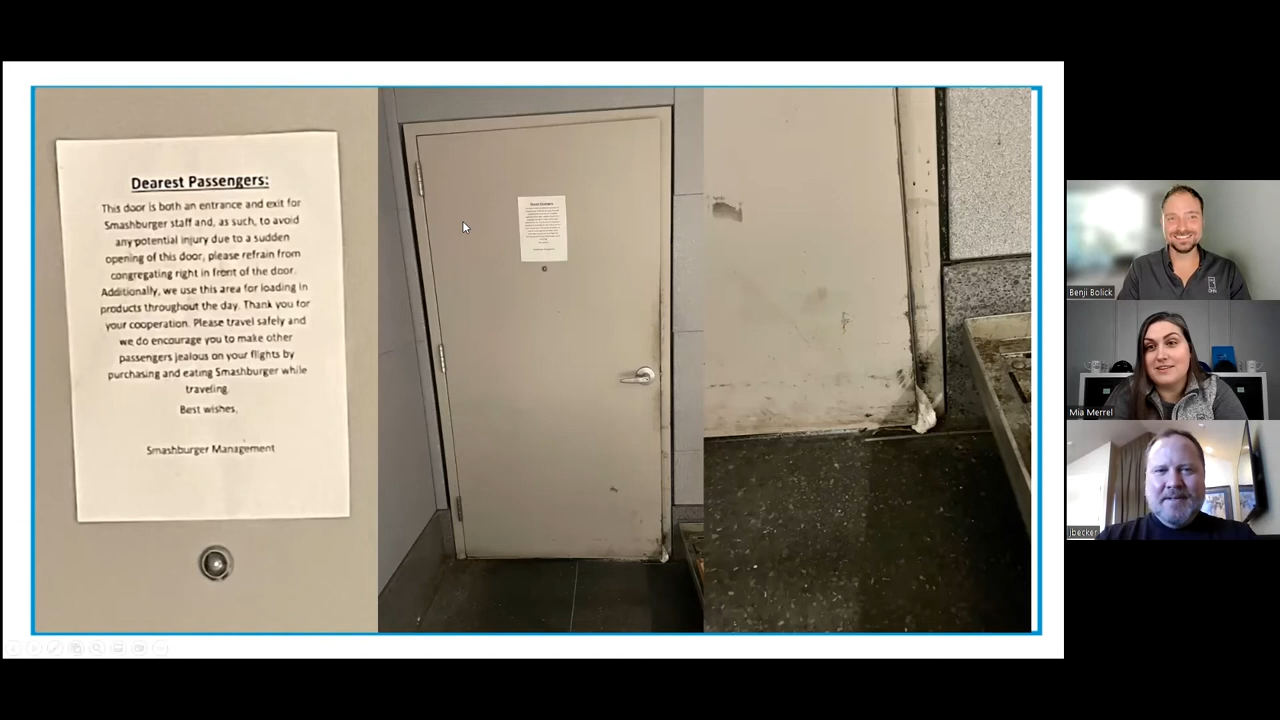 Dearest Passengers:
This door is both an entrance and exit for
Smashburger staff and, as such, to avoid
any potential injury due to a sudden
opening of this door, please refrain from
congregating right in front of the door.
Additionally, we use this area for loading in
products throughout the day. Thank you for
your cooperation. Please travel safely and
we do encourage you to make other
passengers jealous on your flights by
purchasing and eating Smashburger while
traveling.
Best wishes,
Smashburger Management
Benji Bolick
Mia Merrel
jbecker